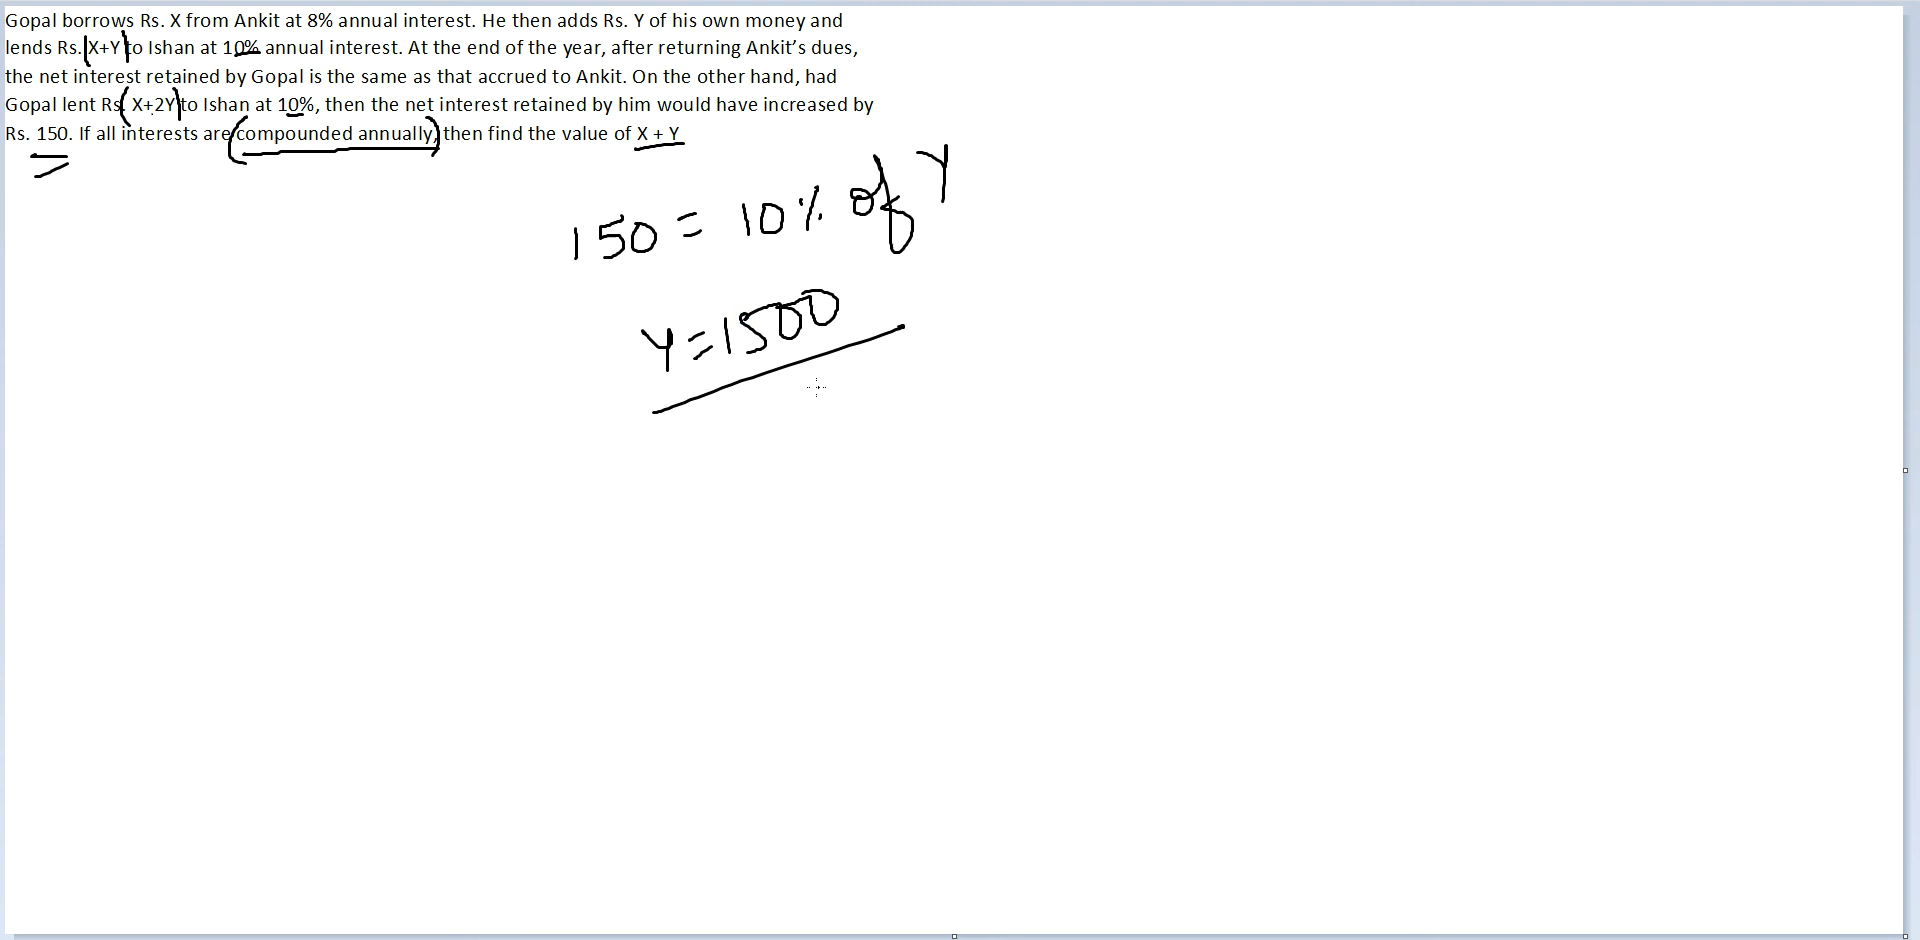 Gopal borrows Rs. X from Ankit at 8% annual interest. He then adds Rs. Y of his own money and
lends Rs. X+Y to Ishan at 10% annual interest. At the end of the year, after returning Ankit’s dues,
the net interest retained by Gopal is the same as that accrued to Ankit. On the other hand, had
Gopal lent Rs. X+2Y to Ishan at 10%, then the net interest retained by him would have increased by
Rs. 150. If all interests are compounded annually, then find the value of X + Y
150 = 10% of Y
Y=1500